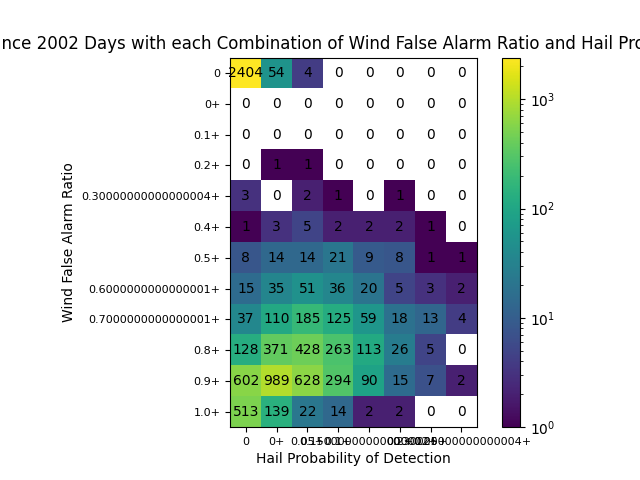 nce 2002 Days with each Combination of Wind False Alarm Ratio and Hail Pro
0 2404 54 4 0 0 0 0 0
0+ 0 0 0 0 0 0 0 0
0.1+ 0 0 0 0 0 0 0 0
0.2+ 0 1 1 0 0 0 0 0
0.30000000000000004+ 3 0 2 1 0 1 0 0
0.4+ 1 3 5 2 2 2 1 0
0.5+ 8 14 14 21 9 8 1 1
0.6000000000000001+ 15 35 51 36 20 5 3 2
0.7000000000000001+ 37 110 185 125 59 18 13 4
0.8+ 128 371 428 263 113 26 5 0
0.9+ 602 989 628 294 90 15 7 2
1.0+ 513 139 22 14 2 2 0 0
0 0+
Hail Probability of Detection
Wind False Alarm Ratio
10³
10²
10¹
10⁰